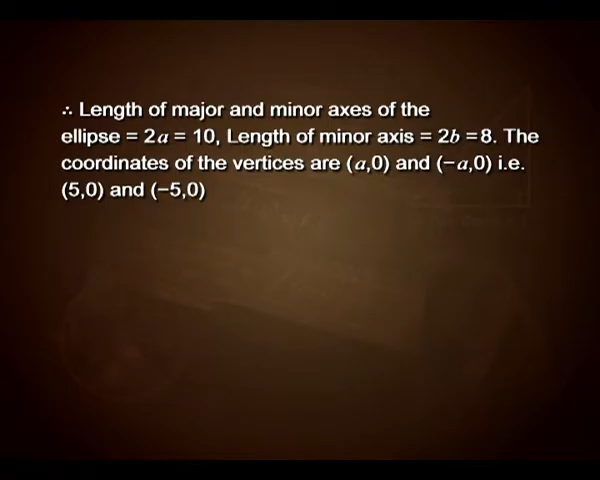 ∴ Length of major and minor axes of the
ellipse = 2a = 10, Length of minor axis = 2b =8. The
coordinates of the vertices are (a,0) and (−a,0) i.e.
(5,0) and (−5,0)